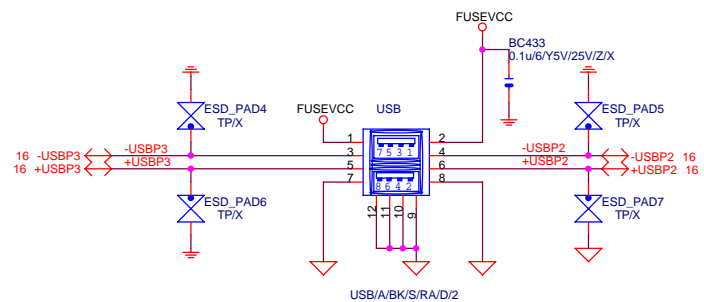 FUSEVCC
BC433
0.1u/6/Y5V/25V/Z/X
ESD_PAD4
TP/X
FUSEVCC
USB
ESD_PAD5
TP/X
1
2
7 5 3 1
16 -USBP3
-USBP3
3
4
-USBP2
-USBP2 16
16 +USBP3
+USBP3
5
6
+USBP2
+USBP2 16
7
8
8 6 4 2
ESD_PAD6
TP/X
ESD_PAD7
TP/X
12
11
10
9
USB/A/BK/S/RA/D/2